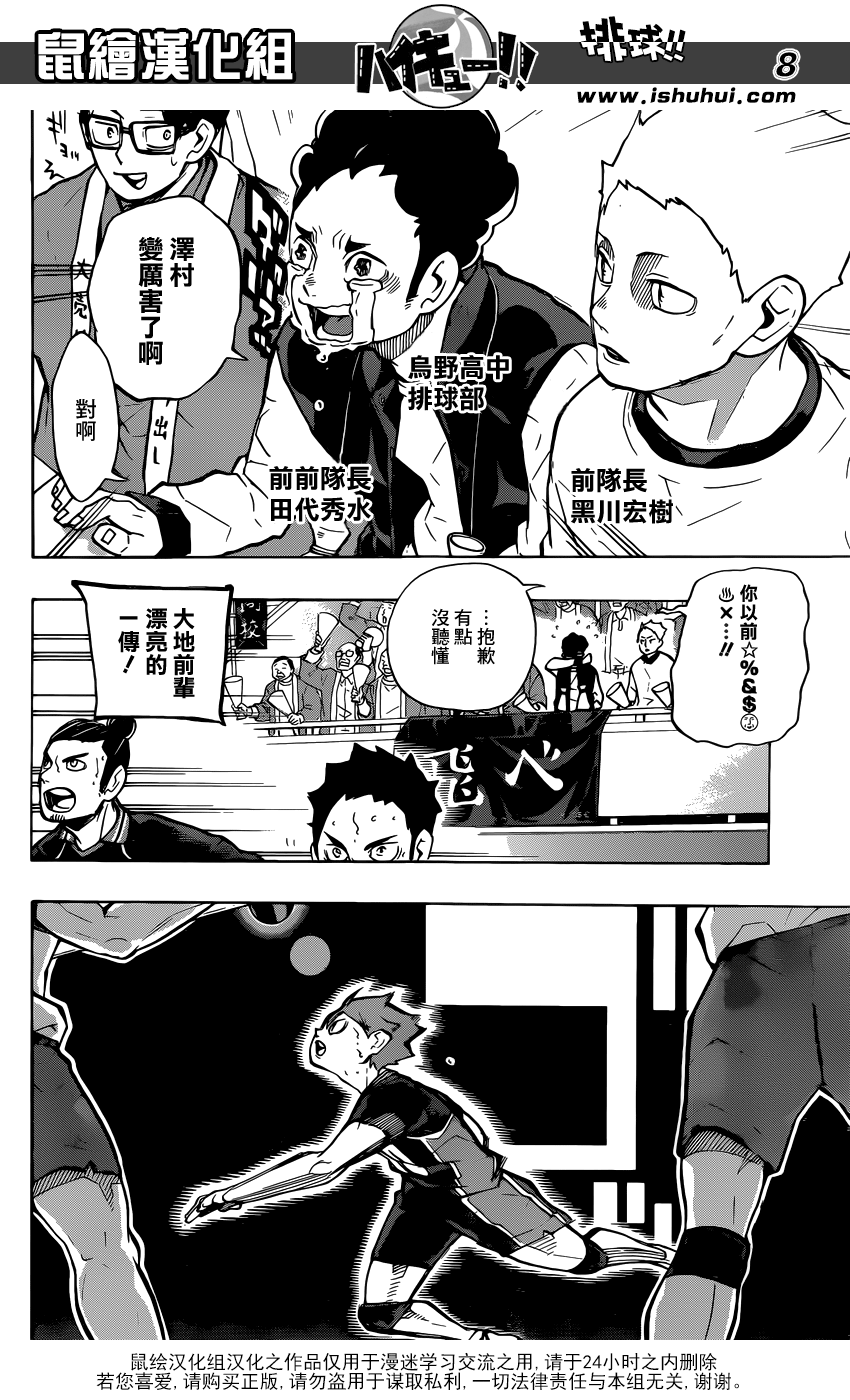 鼠繪漢化組
ハイキュー!!
排球!!
8
www.ishuhui.com
澤村
變厲害了啊
對啊
出し
烏野高中
排球部
前前隊長
田代秀水
前隊長
黑川宏樹
你以前☆%&$
♨×…!!
…抱歉
有點
沒聽懂
大地前輩
漂亮的
一傳！
べ
鼠绘汉化组汉化之作品仅用于漫迷学习交流之用, 请于24小时之内删除
若您喜爱, 请购买正版, 请勿盗用于谋取私利, 一切法律责任与本组无关, 谢谢。